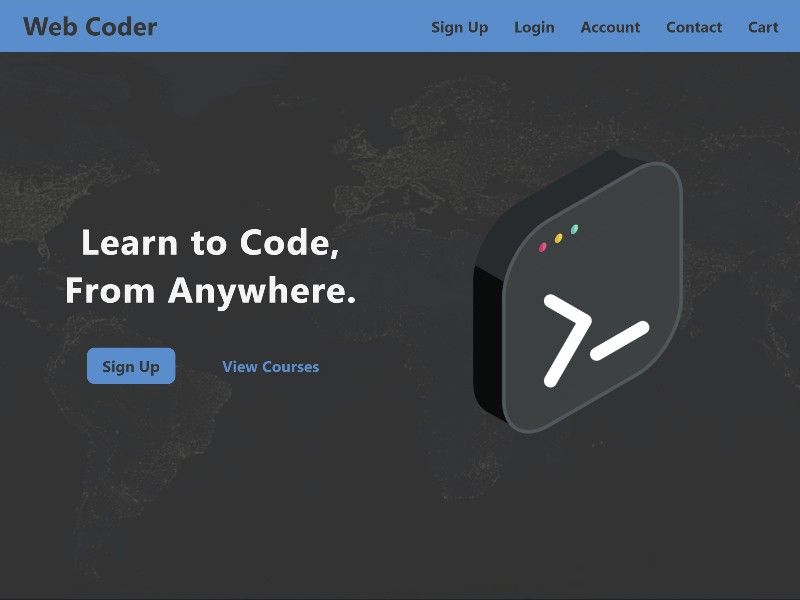 Web Coder
Sign Up Login Account Contact Cart
Learn to Code,
From Anywhere.
Sign Up
View Courses